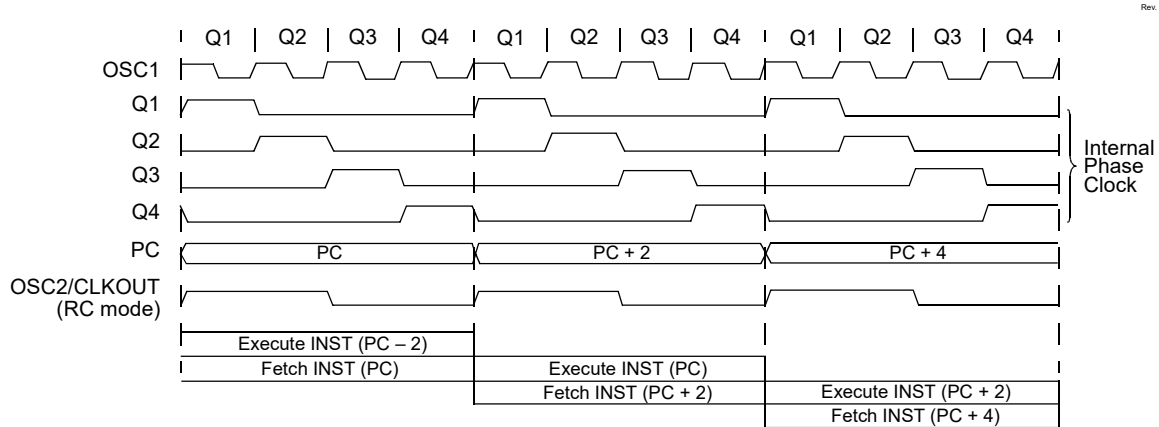 Rev.
Q1 Q2 Q3 Q4 Q1 Q2 Q3 Q4 Q1 Q2 Q3 Q4
OSC1
Q1
Q2
Q3
Q4
Internal
Phase
Clock
PC PC PC + 2 PC + 4
OSC2/CLKOUT
(RC mode)
Execute INST (PC – 2)
Fetch INST (PC) Execute INST (PC)
Fetch INST (PC + 2) Execute INST (PC + 2)
Fetch INST (PC + 4)